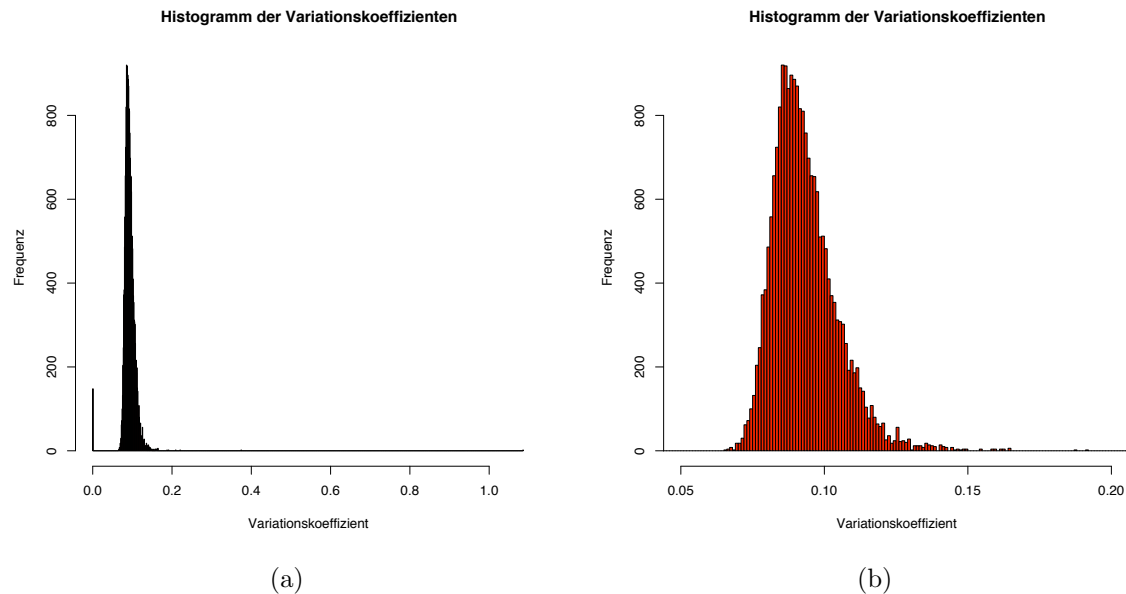 Histogramm der Variationskoeffizienten
Frequenz
800
600
400
200
0
0.0 0.2 0.4 0.6 0.8 1.0
Variationskoeffizient
(a)
Histogramm der Variationskoeffizienten
Frequenz
800
600
400
200
0
0.05 0.10 0.15 0.20
Variationskoeffizient
(b)